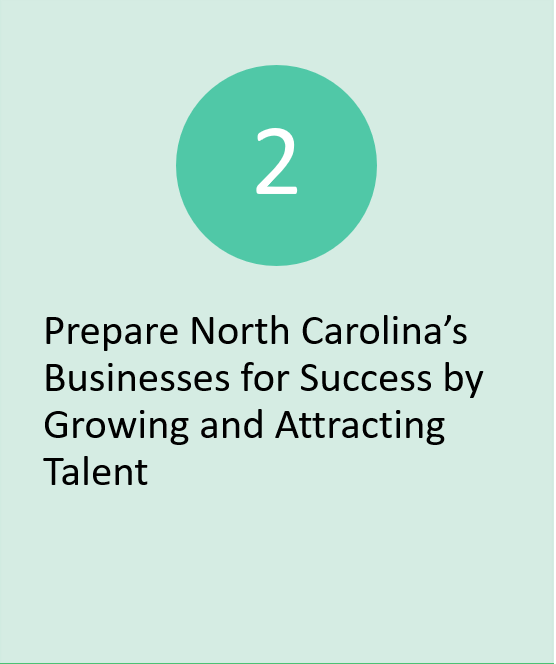 2
Prepare North Carolina’s
Businesses for Success by
Growing and Attracting
Talent